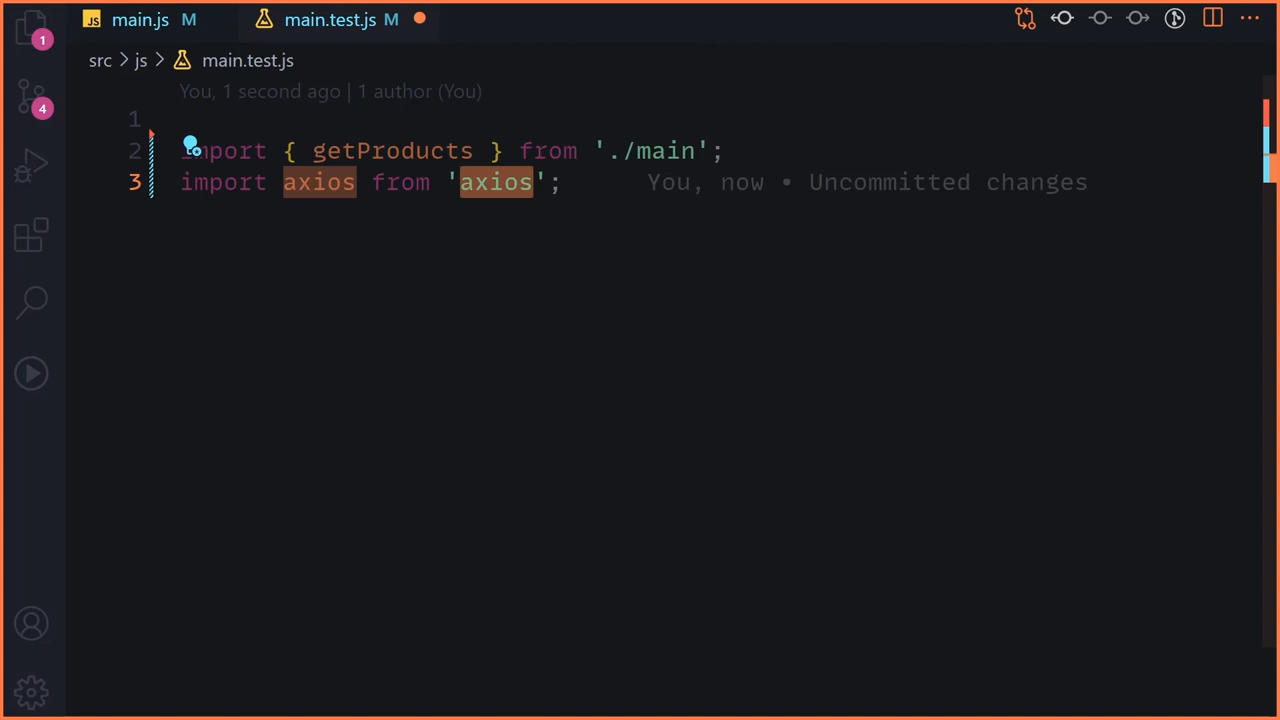 JS main.js M main.test.js M
1
src > js > main.test.js
You, 1 second ago | 1 author (You)
4
1
2 import { getProducts } from './main';
3 import axios from 'axios'; You, now • Uncommitted changes